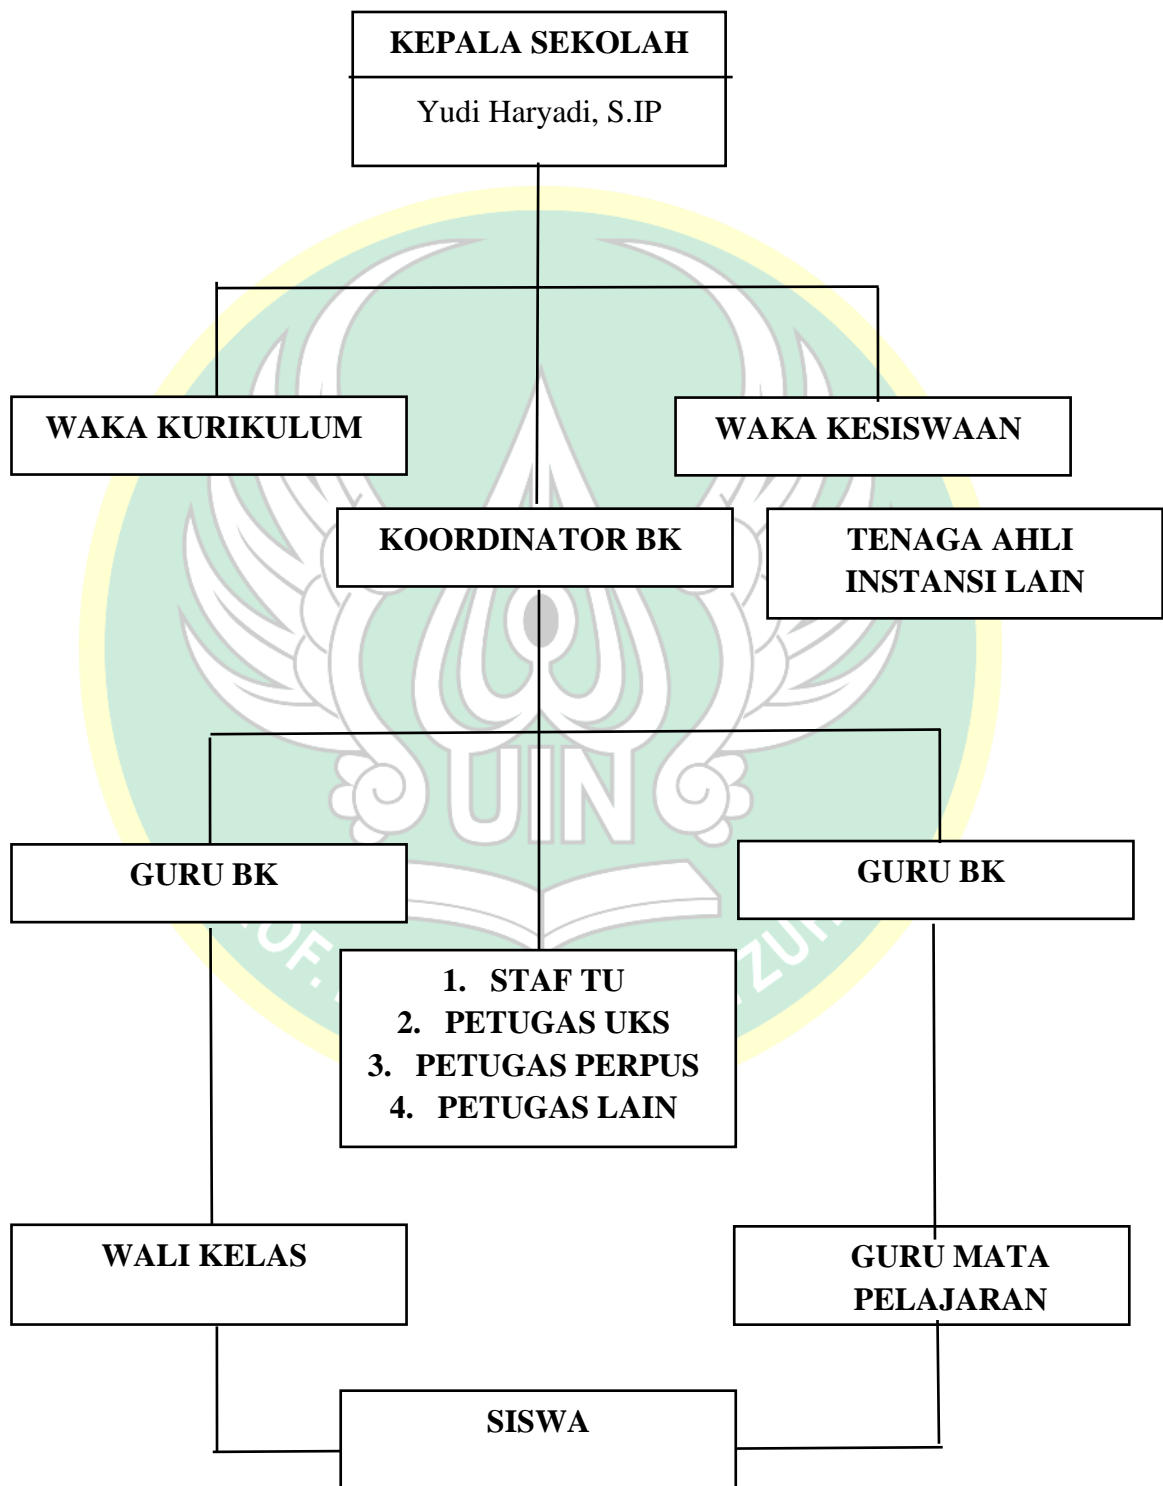 KEPALA SEKOLAH
Yudi Haryadi, S.IP
WAKA KURIKULUM
WAKA KESISWAAN
KOORDINATOR BK
TENAGA AHLI
INSTANSI LAIN
UIN
GURU BK
GURU BK
1. STAF TU
2. PETUGAS UKS
3. PETUGAS PERPUS
4. PETUGAS LAIN
WALI KELAS
GURU MATA
PELAJARAN
SISWA